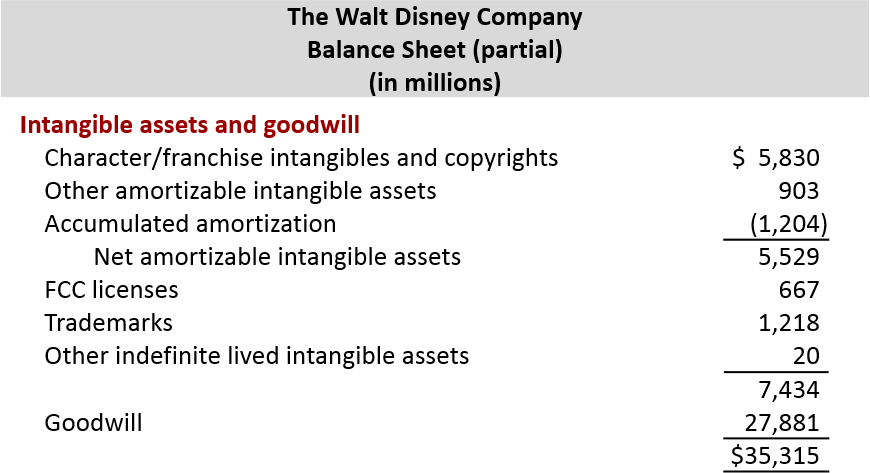 The Walt Disney Company
Balance Sheet (partial)
(in millions)
Intangible assets and goodwill
Character/franchise intangibles and copyrights $ 5,830
Other amortizable intangible assets 903
Accumulated amortization (1,204)
Net amortizable intangible assets 5,529
FCC licenses 667
Trademarks 1,218
Other indefinite lived intangible assets 20
7,434
Goodwill 27,881
$35,315